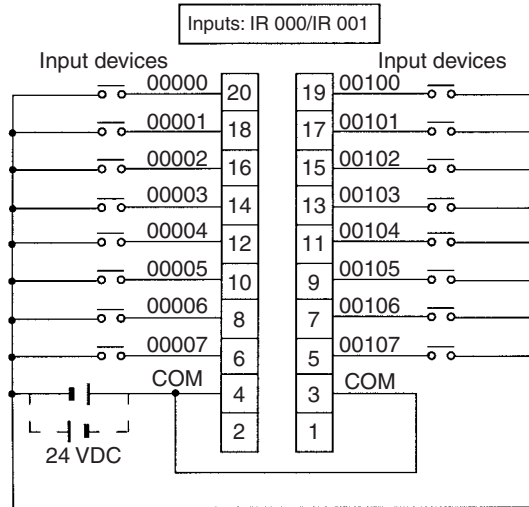 Inputs: IR 000/IR 001
Input devices Input devices
00000 20 19 00100
00001 18 17 00101
00002 16 15 00102
00003 14 13 00103
00004 12 11 00104
00005 10 9 00105
00006 8 7 00106
00007 6 5 00107
COM 4 3 COM
2 1
24 VDC